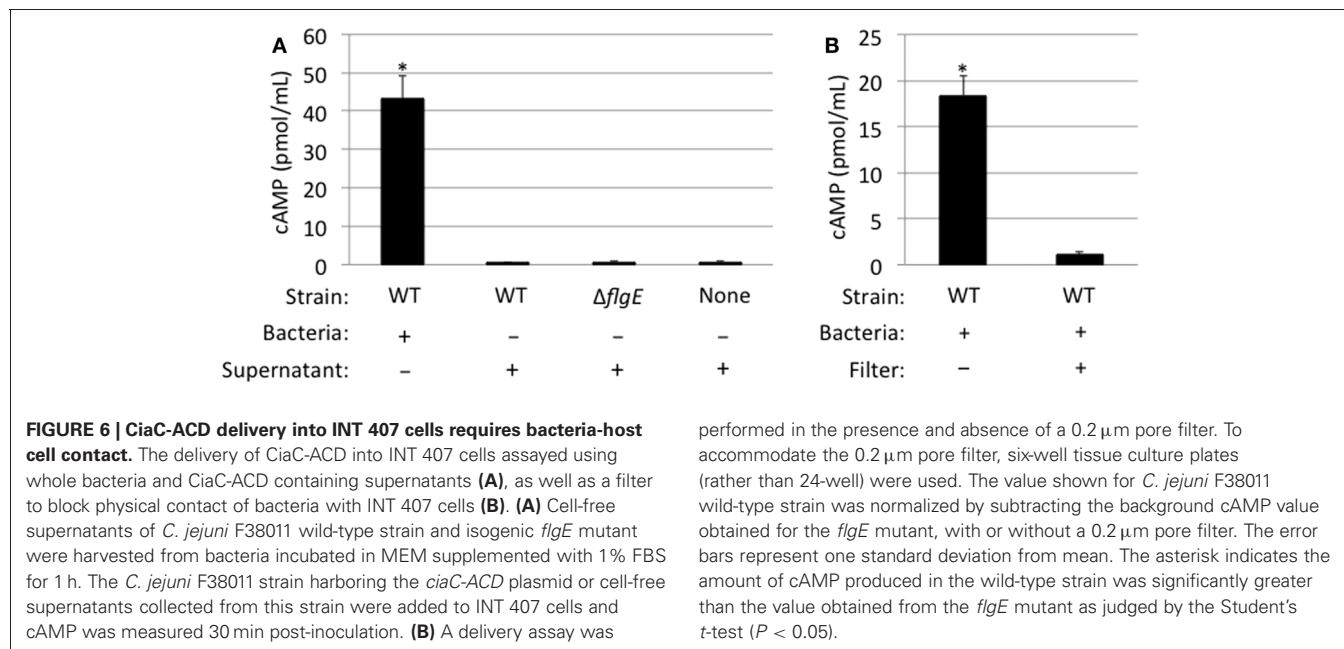 A
60
50
40
30
20
10
0
cAMP (pmol/mL)
*
Strain: WT WT ΔflgE None
Bacteria: + – – –
Supernatant: – + + +
B
25
20
15
10
5
0
cAMP (pmol/mL)
*
Strain: WT WT
Bacteria: + +
Filter: – +
FIGURE 6 | CiaC-ACD delivery into INT 407 cells requires bacteria-host
cell contact. The delivery of CiaC-ACD into INT 407 cells assayed using
whole bacteria and CiaC-ACD containing supernatants (A), as well as a filter
to block physical contact of bacteria with INT 407 cells (B). (A) Cell-free
supernatants of C. jejuni F38011 wild-type strain and isogenic flgE mutant
were harvested from bacteria incubated in MEM supplemented with 1% FBS
for 1 h. The C. jejuni F38011 strain harboring the ciaC-ACD plasmid or cell-free
supernatants collected from this strain were added to INT 407 cells and
cAMP was measured 30 min post-inoculation. (B) A delivery assay was
performed in the presence and absence of a 0.2 μm pore filter. To
accommodate the 0.2 μm pore filter, six-well tissue culture plates
(rather than 24-well) were used. The value shown for C. jejuni F38011
wild-type strain was normalized by subtracting the background cAMP value
obtained for the flgE mutant, with or without a 0.2 μm pore filter. The error
bars represent one standard deviation from mean. The asterisk indicates the
amount of cAMP produced in the wild-type strain was significantly greater
than the value obtained from the flgE mutant as judged by the Student's
t-test (P < 0.05).